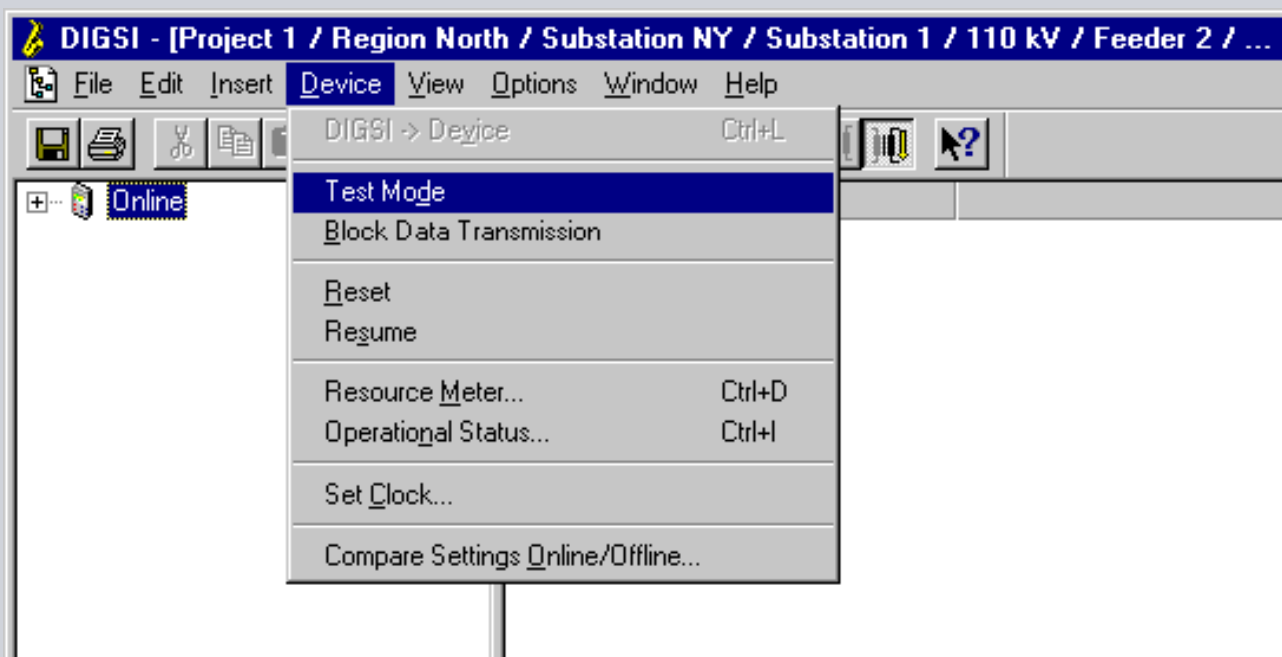 DIGSI - [Project 1 / Region North / Substation NY / Substation 1 / 110 kV / Feeder 2 / ...
File Edit Insert Device View Options Window Help
DIGSI -> Device Ctrl+L
Online
Test Mode
Block Data Transmission
Reset
Resume
Resource Meter... Ctrl+D
Operational Status... Ctrl+I
Set Clock...
Compare Settings Online/Offline...